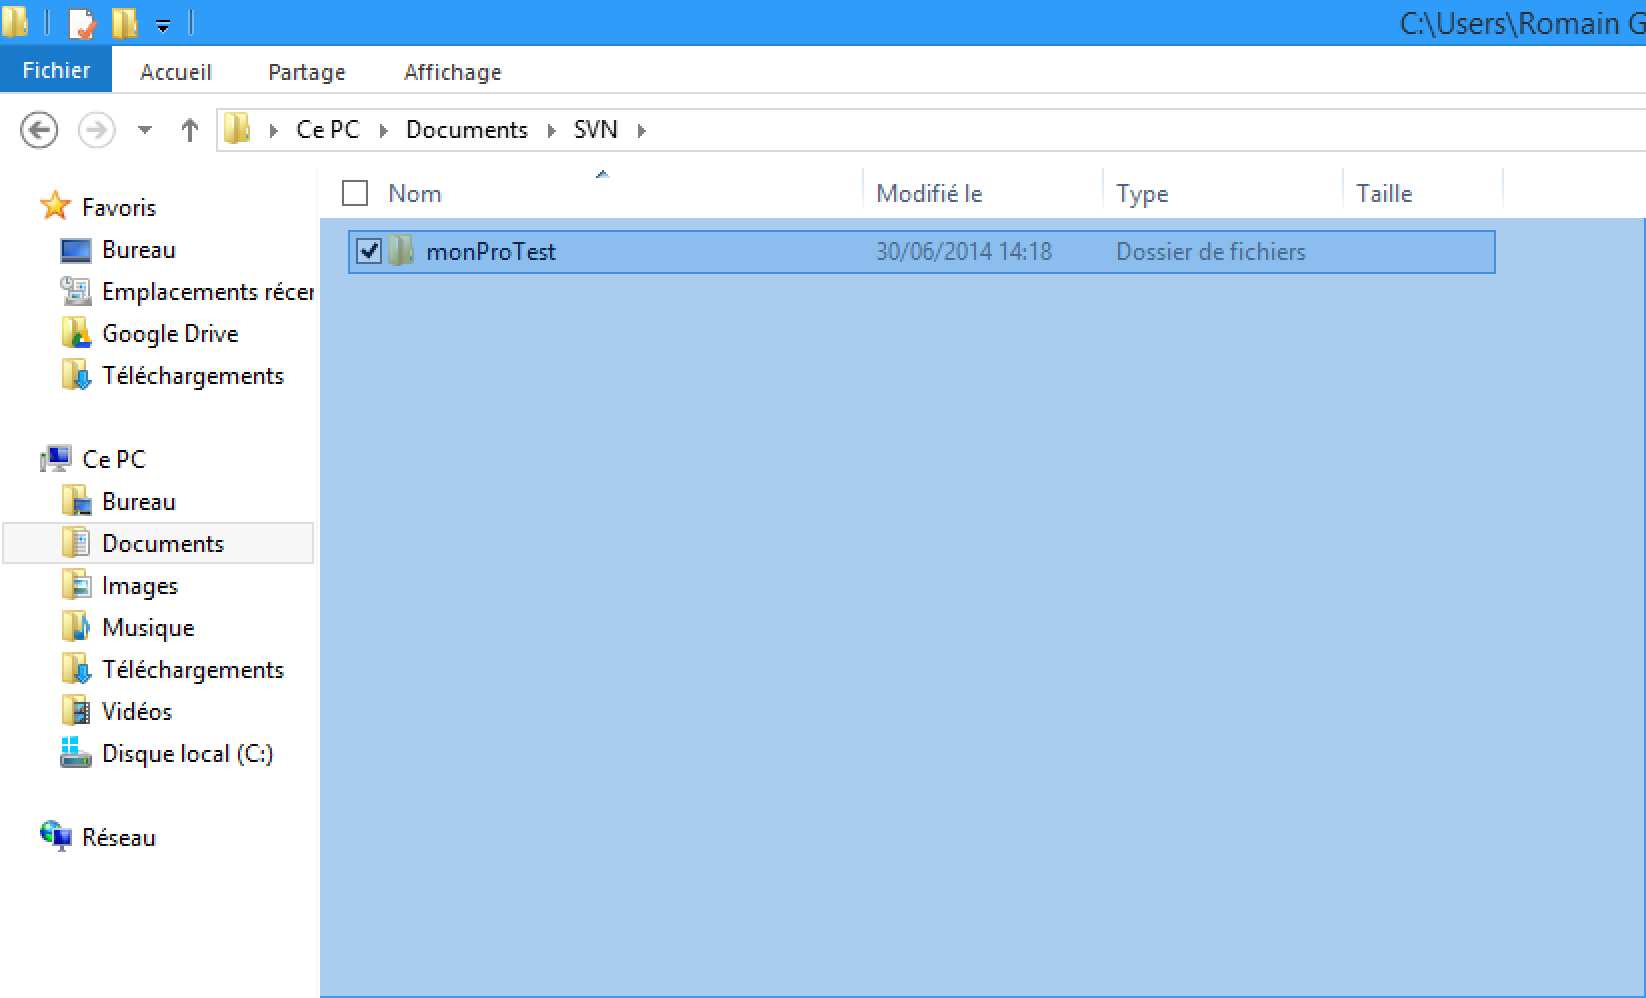 C:\Users\Romain G
Fichier Accueil Partage Affichage
Ce PC Documents SVN
Nom Modifié le Type Taille
monProTest 30/06/2014 14:18 Dossier de fichiers
Favoris
Bureau
Emplacements récer
Google Drive
Téléchargements
Ce PC
Bureau
Documents
Images
Musique
Téléchargements
Vidéos
Disque local (C:)
Réseau